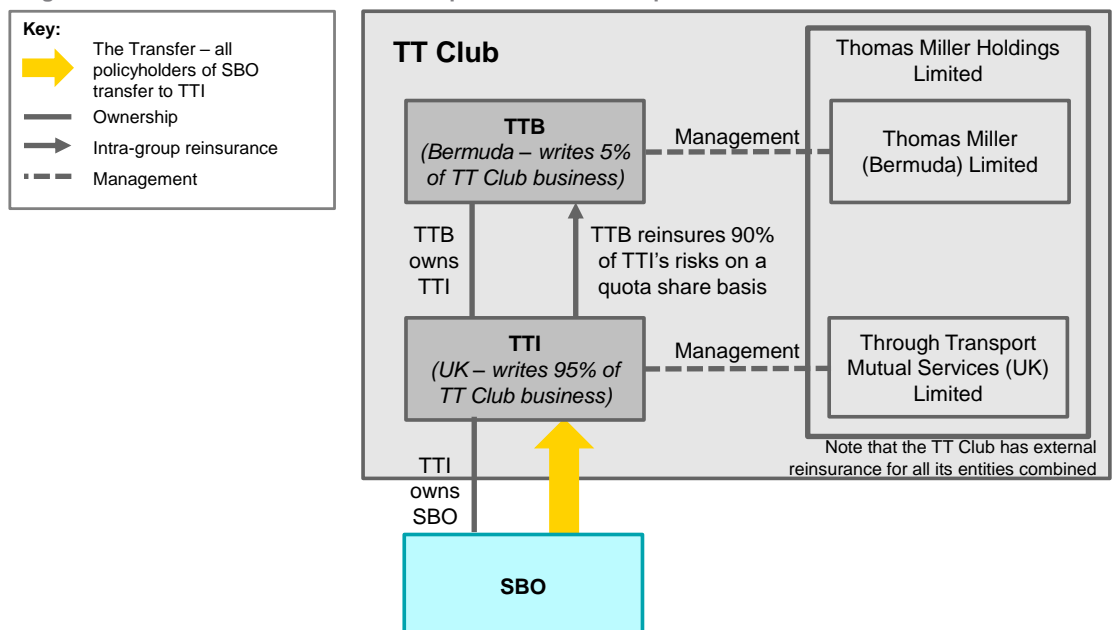 Key:
The Transfer – all
policyholders of SBO
transfer to TTI
Ownership
Intra-group reinsurance
Management
TT Club
Thomas Miller Holdings
Limited
TTB
(Bermuda – writes 5%
of TT Club business)
Management
Thomas Miller
(Bermuda) Limited
TTB
owns
TTI
TTB reinsures 90%
of TTI's risks on a
quota share basis
TTI
(UK – writes 95% of
TT Club business)
Management
Through Transport
Mutual Services (UK)
Limited
Note that the TT Club has external
reinsurance for all its entities combined
TTI
owns
SBO
SBO